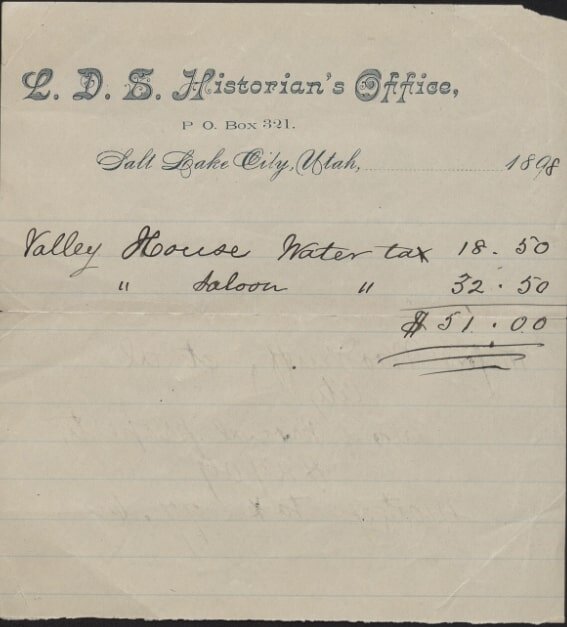 L. D. S. Historian's Office,
P O. Box 321.
Salt Lake City, Utah, 1898
Valley House Water tax 18.50
" Saloon " 32.50
$51.00